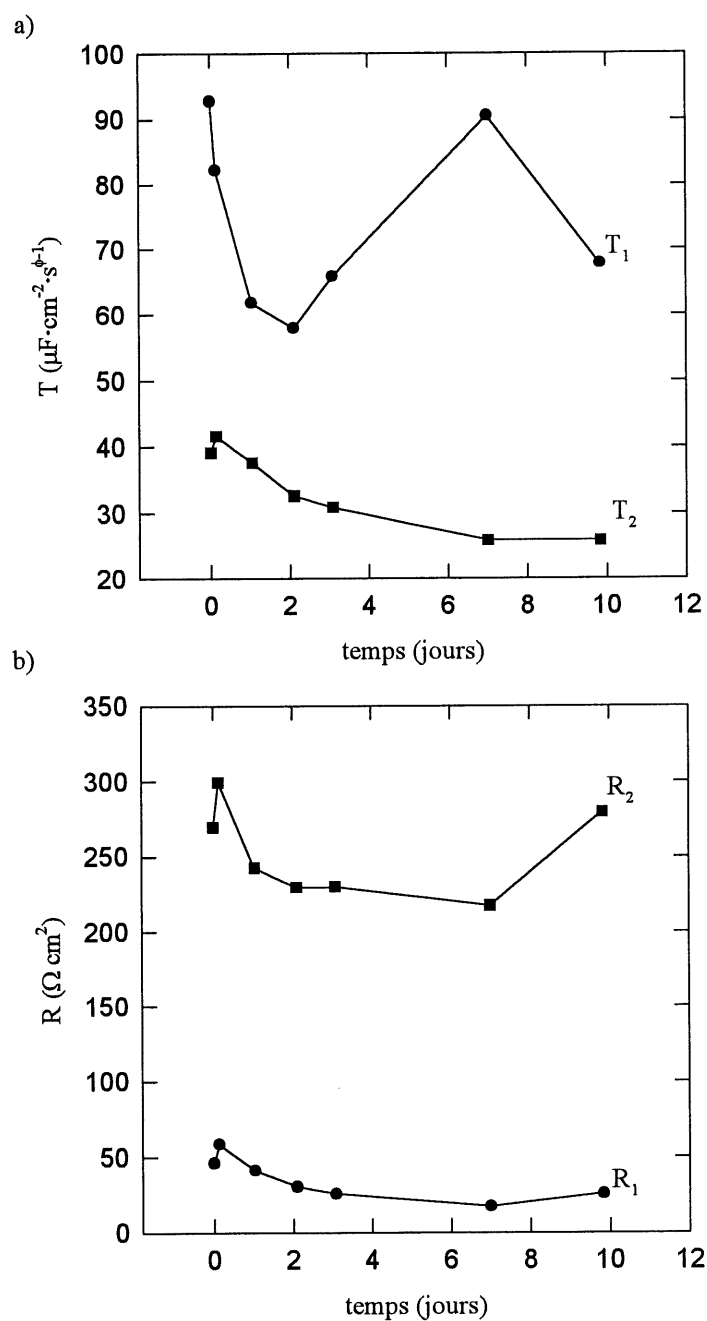 a)
100
90
80
70
60
50
40
30
20
T (μF·cm⁻²·s^ϕ⁻¹)
T₁
T₂
0 2 4 6 8 10 12
temps (jours)
b)
350
300
250
200
150
100
50
0
R (Ω cm²)
R₂
R₁
0 2 4 6 8 10 12
temps (jours)